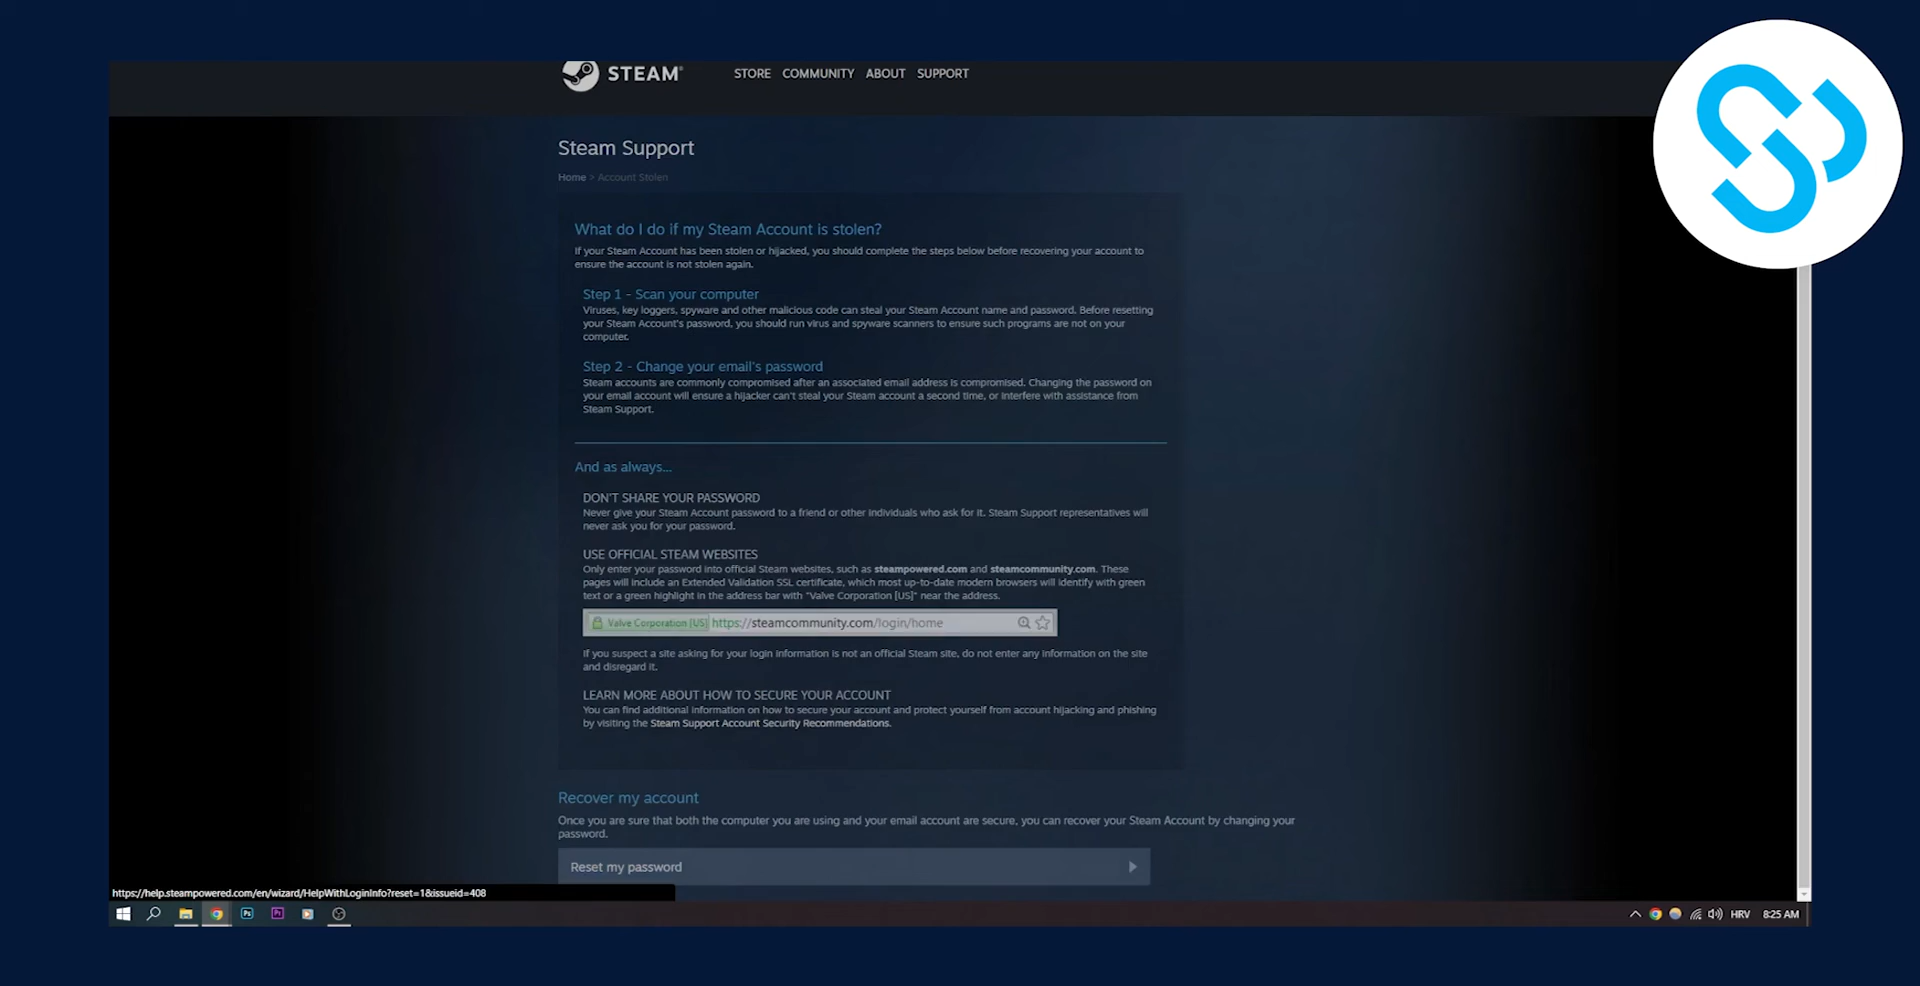 STEAM®
STORE COMMUNITY ABOUT SUPPORT
Steam Support
Home > Account Stolen
What do I do if my Steam Account is stolen?
If your Steam Account has been stolen or hijacked, you should complete the steps below before recovering your account to
ensure the account is not stolen again.
Step 1 - Scan your computer
Viruses, key loggers, spyware and other malicious code can steal your Steam Account name and password. Before resetting
your Steam Account's password, you should run virus and spyware scanners to ensure such programs are not on your
computer.
Step 2 - Change your email's password
Steam accounts are commonly compromised after an associated email address is compromised. Changing the password on
your email account will ensure a hijacker can't steal your Steam account a second time, or interfere with assistance from
Steam Support.
And as always...
DON'T SHARE YOUR PASSWORD
Never give your Steam Account password to a friend or other individuals who ask for it. Steam Support representatives will
never ask you for your password.
USE OFFICIAL STEAM WEBSITES
Only enter your password into official Steam websites, such as steampowered.com and steamcommunity.com. These
pages will include an Extended Validation SSL certificate, which most up-to-date modern browsers will identify with green
text or a green highlight in the address bar with "Valve Corporation [US]" near the address.
Valve Corporation [US] https://steamcommunity.com/login/home
If you suspect a site asking for your login information is not an official Steam site, do not enter any information on the site
and disregard it.
LEARN MORE ABOUT HOW TO SECURE YOUR ACCOUNT
You can find additional information on how to secure your account and protect yourself from account hijacking and phishing
by visiting the Steam Support Account Security Recommendations.
Recover my account
Once you are sure that both the computer you are using and your email account are secure, you can recover your Steam Account by changing your
password.
Reset my password
https://help.steampowered.com/en/wizard/HelpWithLoginInfo?reset=1&issueid=408
Ps
Pr
HRV 8:25 AM